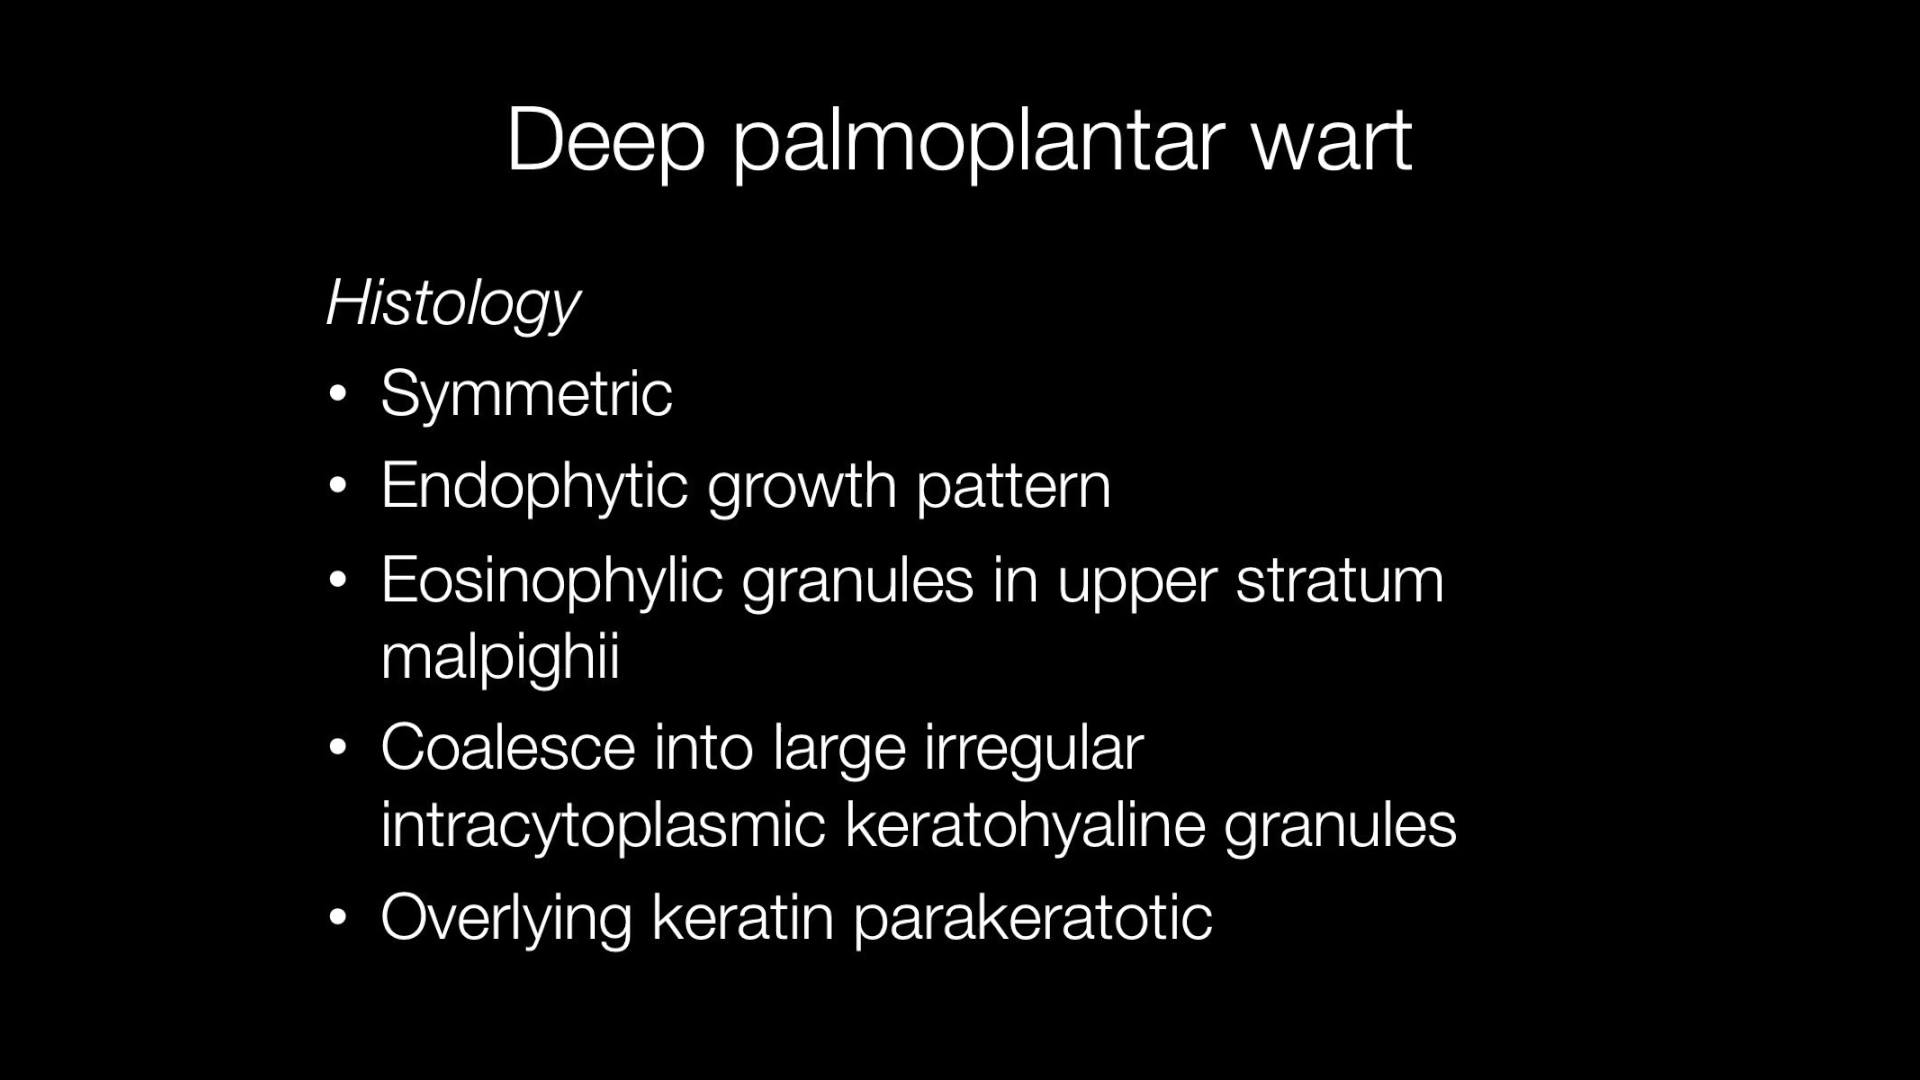 Deep palmoplantar wart
Histology
• Symmetric
• Endophytic growth pattern
• Eosinophylic granules in upper stratum
malpighii
• Coalesce into large irregular
intracytoplasmic keratohyaline granules
• Overlying keratin parakeratotic